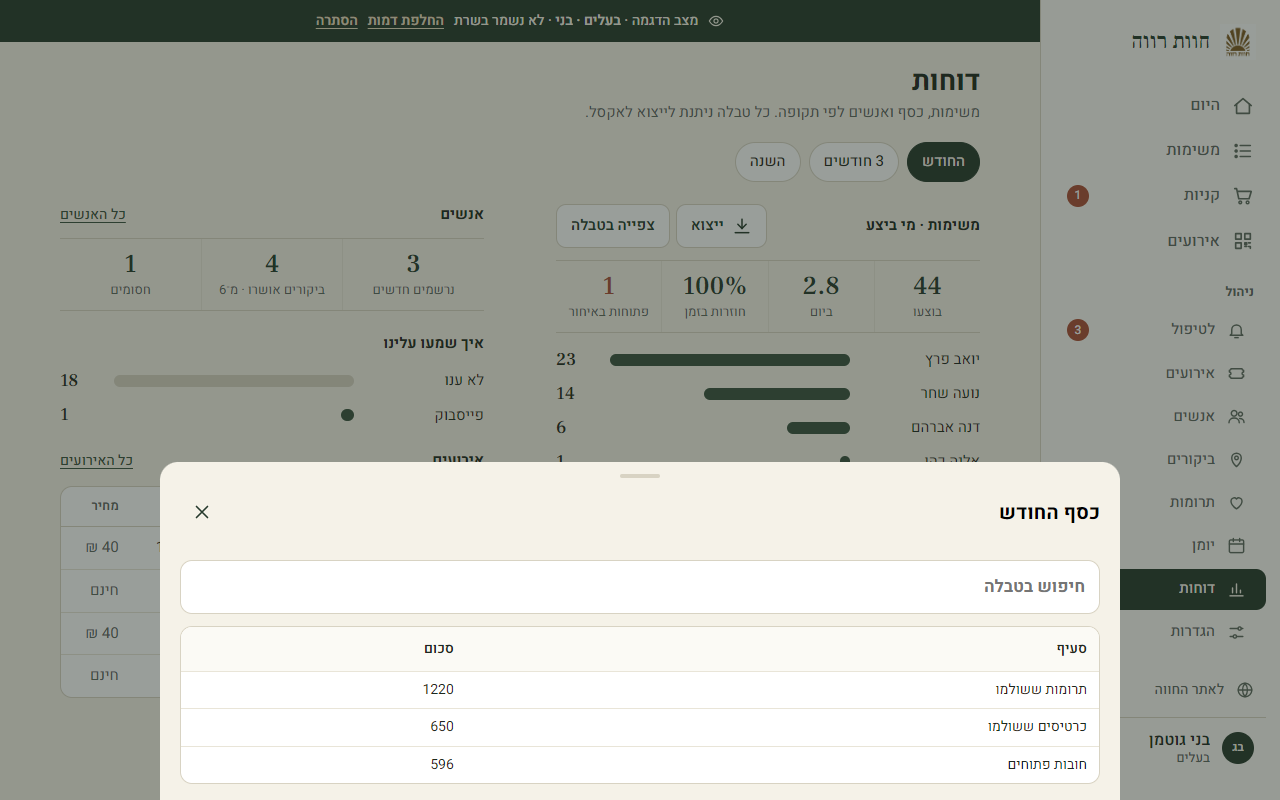 חוות רווה
היום
משימות
קניות 1
אירועים
ניהול
לטיפול 3
אירועים
אנשים
ביקורים
תרומות
יומן
דוחות
הגדרות
לאתר החווה
בג
בני גוטמן
בעלים
מצב הדגמה · בעלים · בני · לא נשמר בשרת החלפת דמות הסתרה
דוחות
משימות, כסף ואנשים לפי תקופה. כל טבלה ניתנת לייצוא לאקסל.
החודש 3 חודשים השנה
משימות · מי ביצע ייצוא צפייה בטבלה
44 2.8 100% 1
בוצעו ביום חוזרות בזמן פתוחות באיחור
יואב פרץ 23
נועה שחר 14
דנה אברהם 6
אנשים כל האנשים
3 4 1
נרשמים חדשים ביקורים אושרו · מ־6 חסומים
איך שמעו עלינו
לא ענו 18
פייסבוק 1
אירועים כל האירועים
מחיר
40 ₪
חינם
40 ₪
חינם
כסף החודש
חיפוש בטבלה
סעיף סכום
תרומות ששולמו 1220
כרטיסים ששולמו 650
חובות פתוחים 596